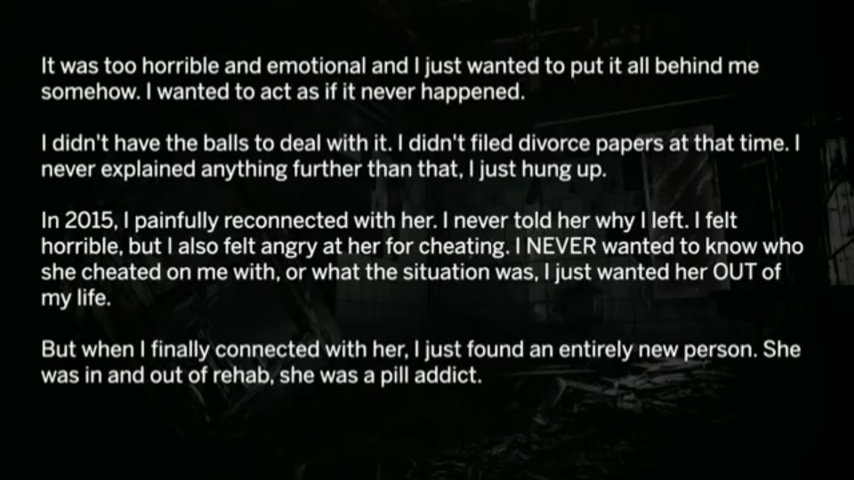 It was too horrible and emotional and I just wanted to put it all behind me
somehow. I wanted to act as if it never happened.
I didn't have the balls to deal with it. I didn't filed divorce papers at that time. I
never explained anything further than that, I just hung up.
In 2015, I painfully reconnected with her. I never told her why I left. I felt
horrible, but I also felt angry at her for cheating. I NEVER wanted to know who
she cheated on me with, or what the situation was, I just wanted her OUT of
my life.
But when I finally connected with her, I just found an entirely new person. She
was in and out of rehab, she was a pill addict.